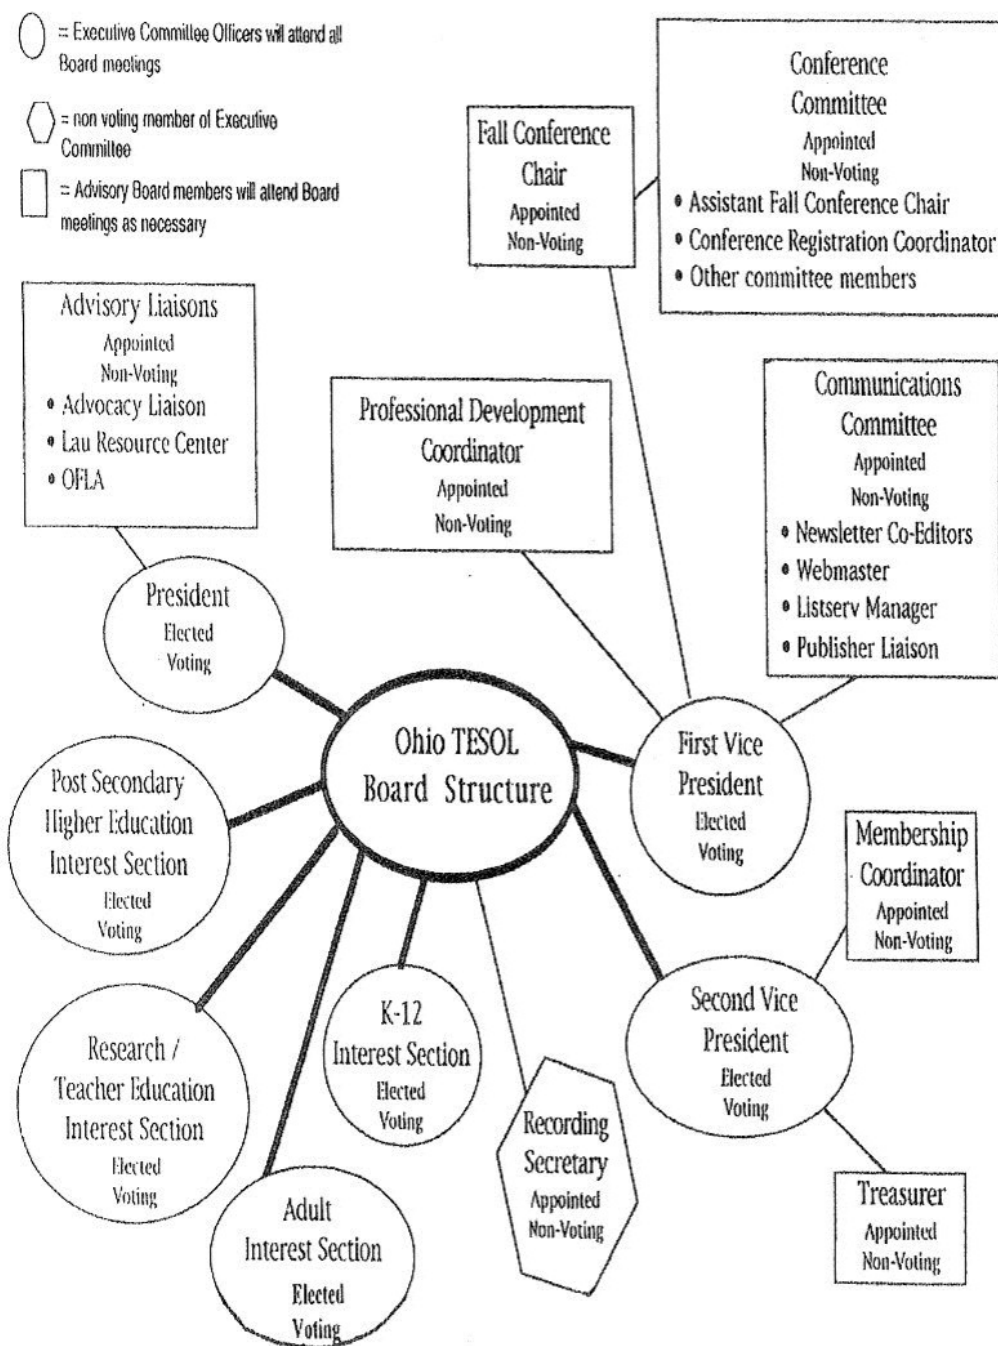 = Executive Committee Officers will attend all
Board meetings
= non voting member of Executive
Committee
= Advisory Board members will attend Board
meetings as necessary
Conference
Committee
Appointed
Non-Voting
• Assistant Fall Conference Chair
• Conference Registration Coordinator
• Other committee members
Fall Conference
Chair
Appointed
Non-Voting
Advisory Liaisons
Appointed
Non-Voting
• Advocacy Liaison
• Lau Resource Center
• OFLA
Professional Development
Coordinator
Appointed
Non-Voting
Communications
Committee
Appointed
Non-Voting
• Newsletter Co-Editors
• Webmaster
• Listserv Manager
• Publisher Liaison
President
Elected
Voting
Ohio TESOL
Board Structure
First Vice
President
Elected
Voting
Post Secondary
Higher Education
Interest Section
Elected
Voting
Membership
Coordinator
Appointed
Non-Voting
Second Vice
President
Elected
Voting
K-12
Interest Section
Elected
Voting
Research /
Teacher Education
Interest Section
Elected
Voting
Recording
Secretary
Appointed
Non-Voting
Adult
Interest Section
Elected
Voting
Treasurer
Appointed
Non-Voting